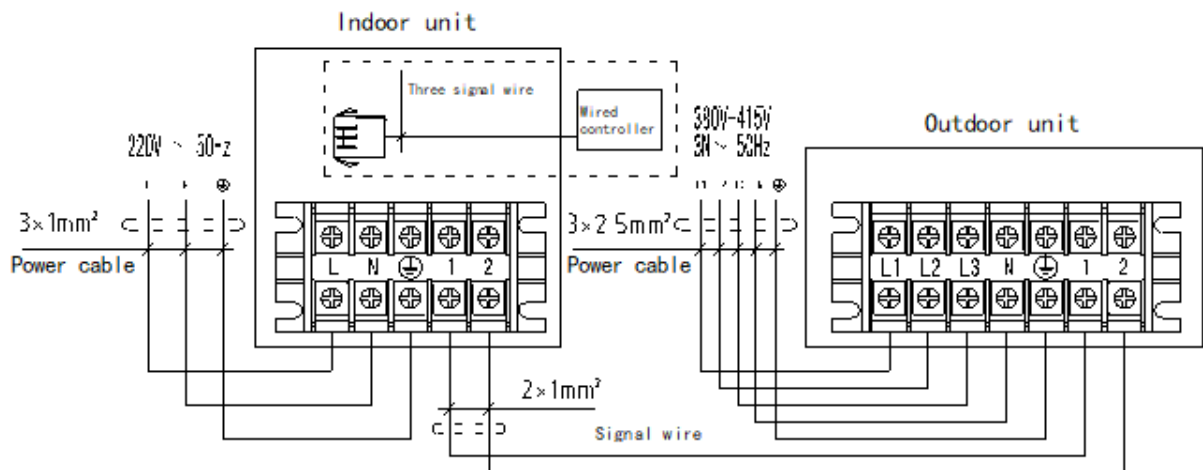 Indoor unit
Three signal wire
Wired
controller
380V-415V
3N ~ 50Hz
Outdoor unit
220V ~ 50Hz
3×1mm²
Power cable
3×2 5mm²
Power cable
L N 1 2
L1 L2 L3 N 1 2
2×1mm²
Signal wire